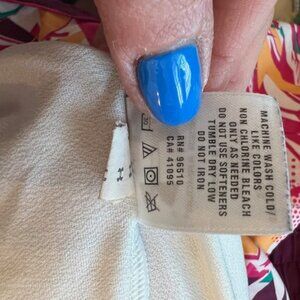 MACHINE WASH COLD/
LIKE COLORS
NON CHLORINE BLEACH
ONLY AS NEEDED
DO NOT USE SOFTENERS
TUMBLE DRY LOW
DO NOT IRON
RN# 96510
CA# 41095